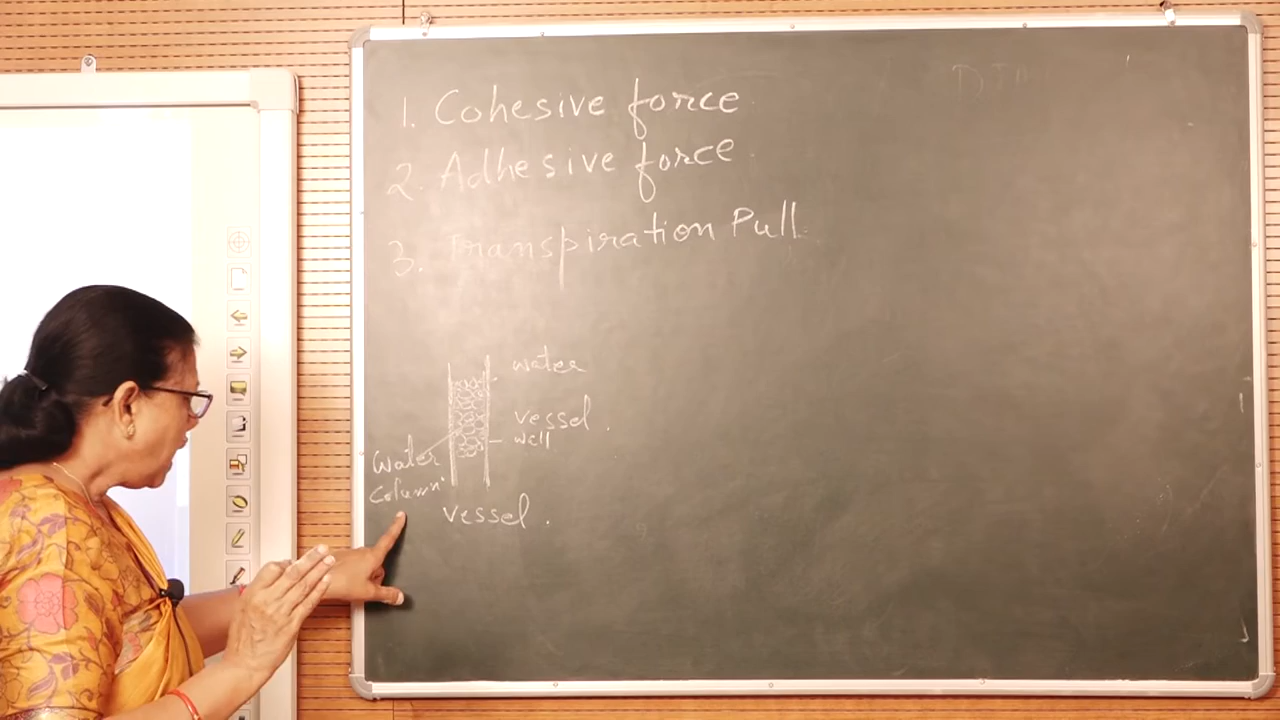 1. Cohesive force
2. Adhesive force
3. Transpiration Pull
water
vessel.
wall
Water
Column
vessel.